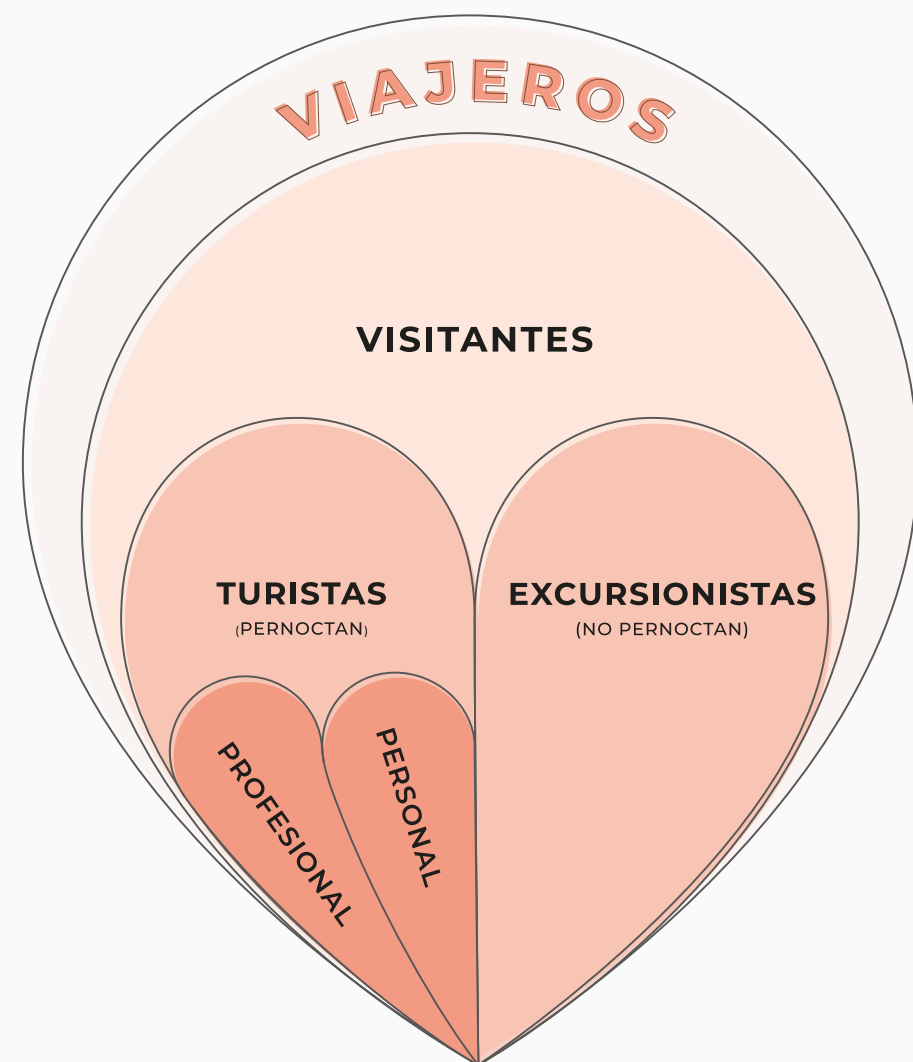 VIAJEROS
VISITANTES
TURISTAS
(PERNOCTAN)
EXCURSIONISTAS
(NO PERNOCTAN)
PROFESIONAL
PERSONAL